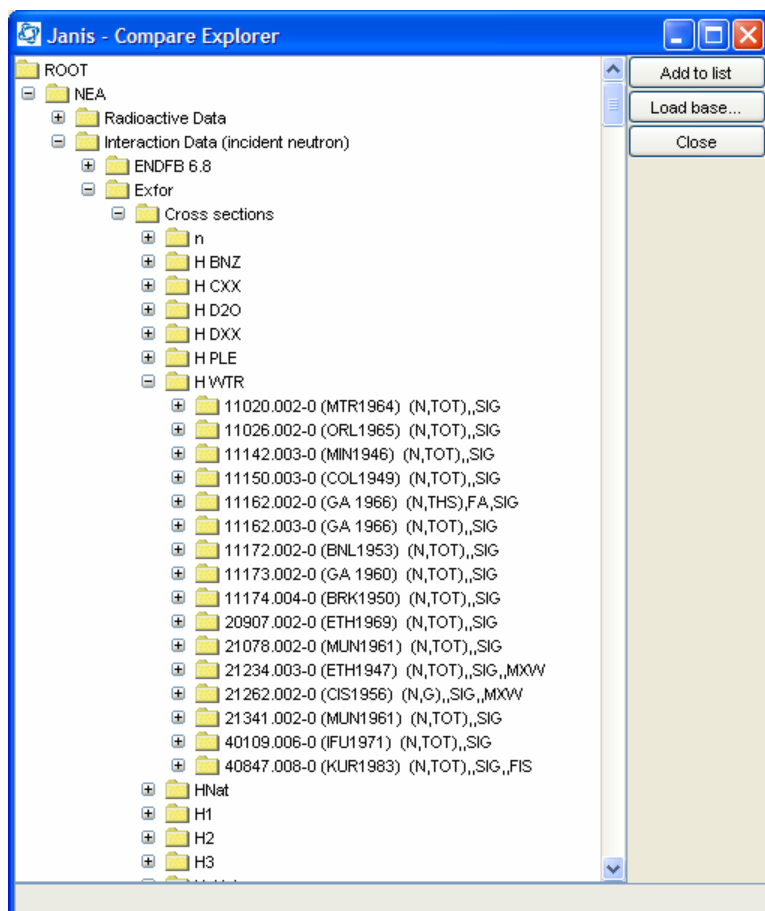 Janis - Compare Explorer
ROOT
NEA
Radioactive Data
Interaction Data (incident neutron)
ENDFB 6.8
Exfor
Cross sections
n
H BNZ
H CXX
H D2O
H DXX
H PLE
H WTR
11020.002-0 (MTR1964) (N,TOT),,SIG
11026.002-0 (ORL1965) (N,TOT),,SIG
11142.003-0 (MIN1946) (N,TOT),,SIG
11150.003-0 (COL1949) (N,TOT),,SIG
11162.002-0 (GA 1966) (N,THS),FA,SIG
11162.003-0 (GA 1966) (N,TOT),,SIG
11172.002-0 (BNL1953) (N,TOT),,SIG
11173.002-0 (GA 1960) (N,TOT),,SIG
11174.004-0 (BRK1950) (N,TOT),,SIG
20907.002-0 (ETH1969) (N,TOT),,SIG
21078.002-0 (MUN1961) (N,TOT),,SIG
21234.003-0 (ETH1947) (N,TOT),,SIG,,MXW
21262.002-0 (CIS1956) (N,G),,SIG,,MXW
21341.002-0 (MUN1961) (N,TOT),,SIG
40109.006-0 (IFU1971) (N,TOT),,SIG
40847.008-0 (KUR1983) (N,TOT),,SIG,,FIS
HNat
H1
H2
H3
Add to list
Load base...
Close